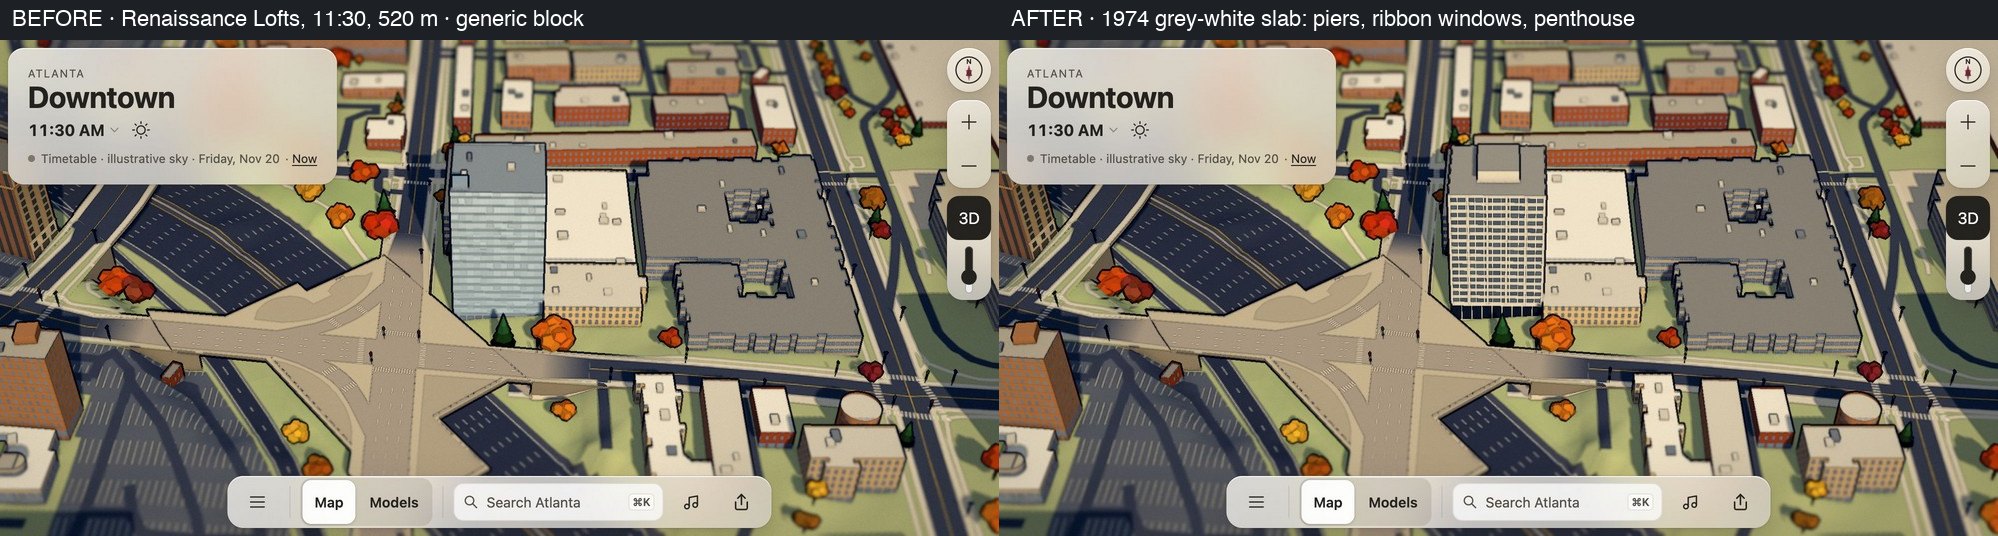 BEFORE · Renaissance Lofts, 11:30, 520 m · generic block
ATLANTA
Downtown
11:30 AM
Timetable · illustrative sky · Friday, Nov 20 · Now
N
3D
Map
Models
Search Atlanta
⌘K
AFTER · 1974 grey-white slab: piers, ribbon windows, penthouse
ATLANTA
Downtown
11:30 AM
Timetable · illustrative sky · Friday, Nov 20 · Now
N
3D
Map
Models
Search Atlanta
⌘K